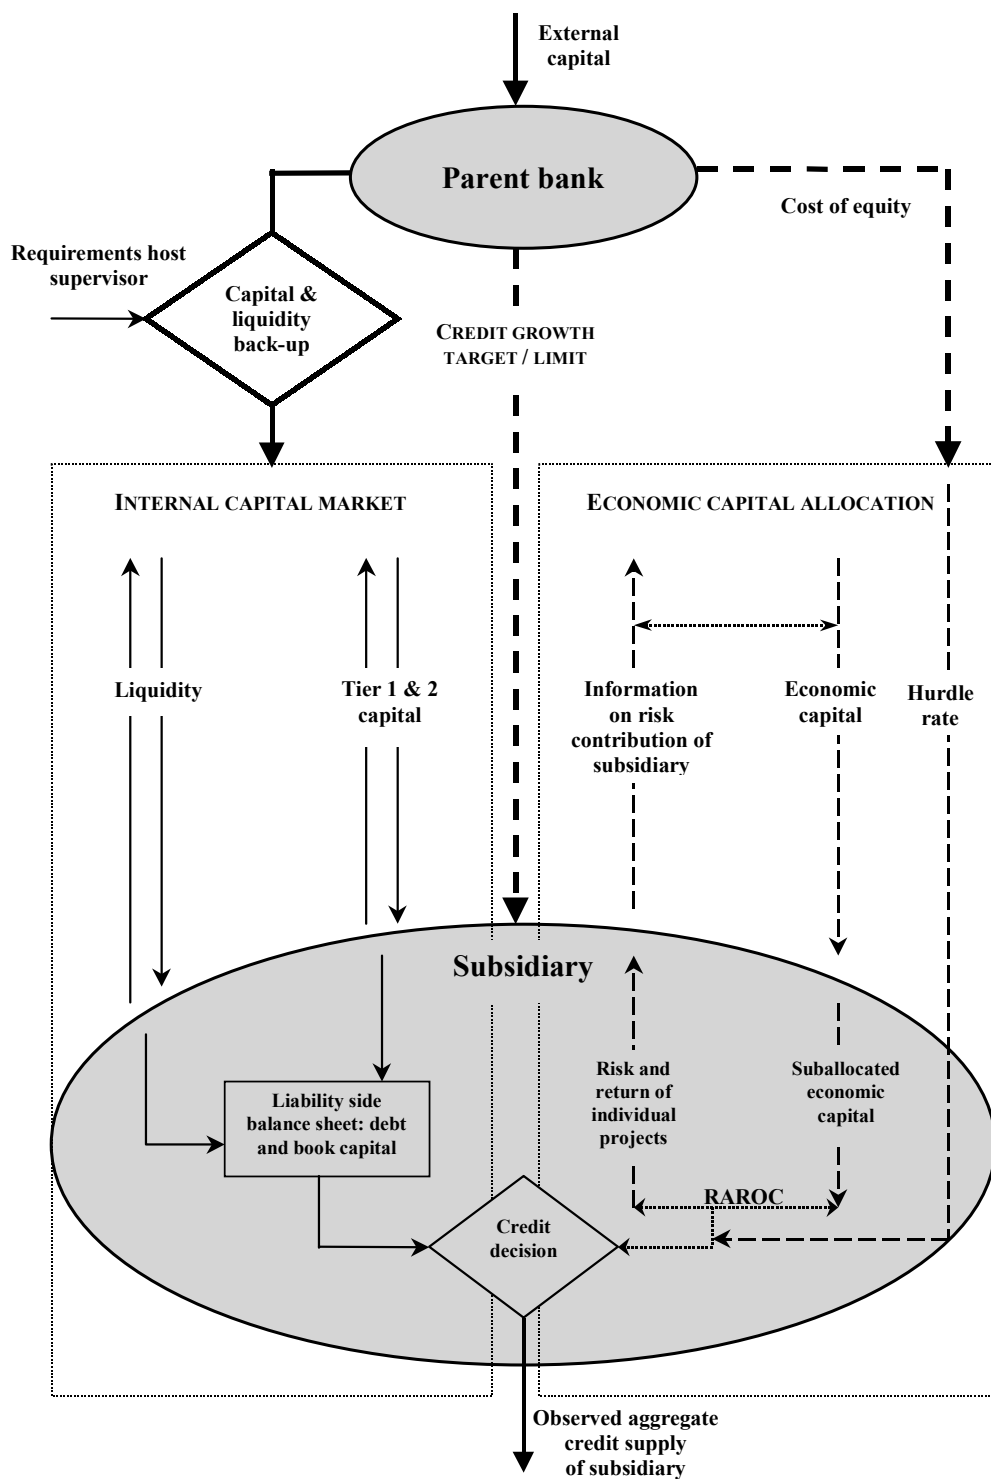 External
capital
Parent bank
Cost of equity
Requirements host
supervisor
Capital &
liquidity
back-up
CREDIT GROWTH
TARGET / LIMIT
INTERNAL CAPITAL MARKET
ECONOMIC CAPITAL ALLOCATION
Liquidity
Tier 1 & 2
capital
Information
on risk
contribution of
subsidiary
Economic
capital
Hurdle
rate
Subsidiary
Liability side
balance sheet: debt
and book capital
Risk and
return of
individual
projects
Suballocated
economic
capital
RAROC
Credit
decision
Observed aggregate
credit supply
of subsidiary